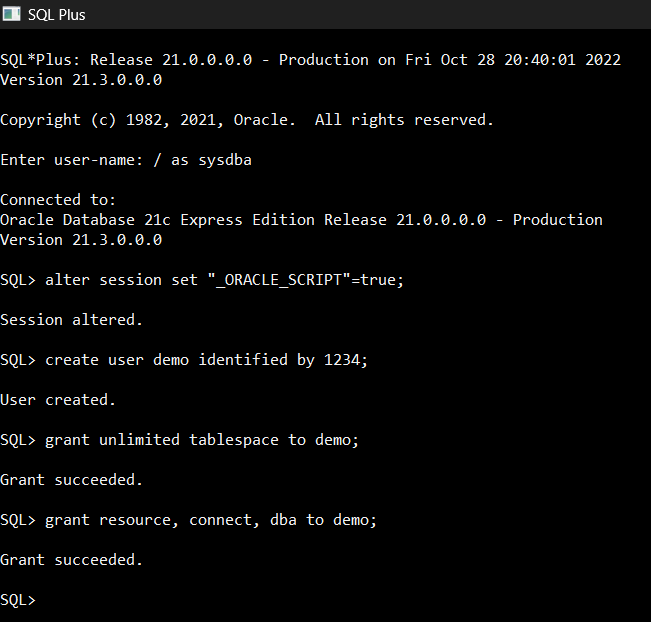 SQL Plus
SQL*Plus: Release 21.0.0.0.0 - Production on Fri Oct 28 20:40:01 2022
Version 21.3.0.0.0
Copyright (c) 1982, 2021, Oracle.  All rights reserved.
Enter user-name: / as sysdba
Connected to:
Oracle Database 21c Express Edition Release 21.0.0.0.0 - Production
Version 21.3.0.0.0
SQL> alter session set "_ORACLE_SCRIPT"=true;
Session altered.
SQL> create user demo identified by 1234;
User created.
SQL> grant unlimited tablespace to demo;
Grant succeeded.
SQL> grant resource, connect, dba to demo;
Grant succeeded.
SQL>